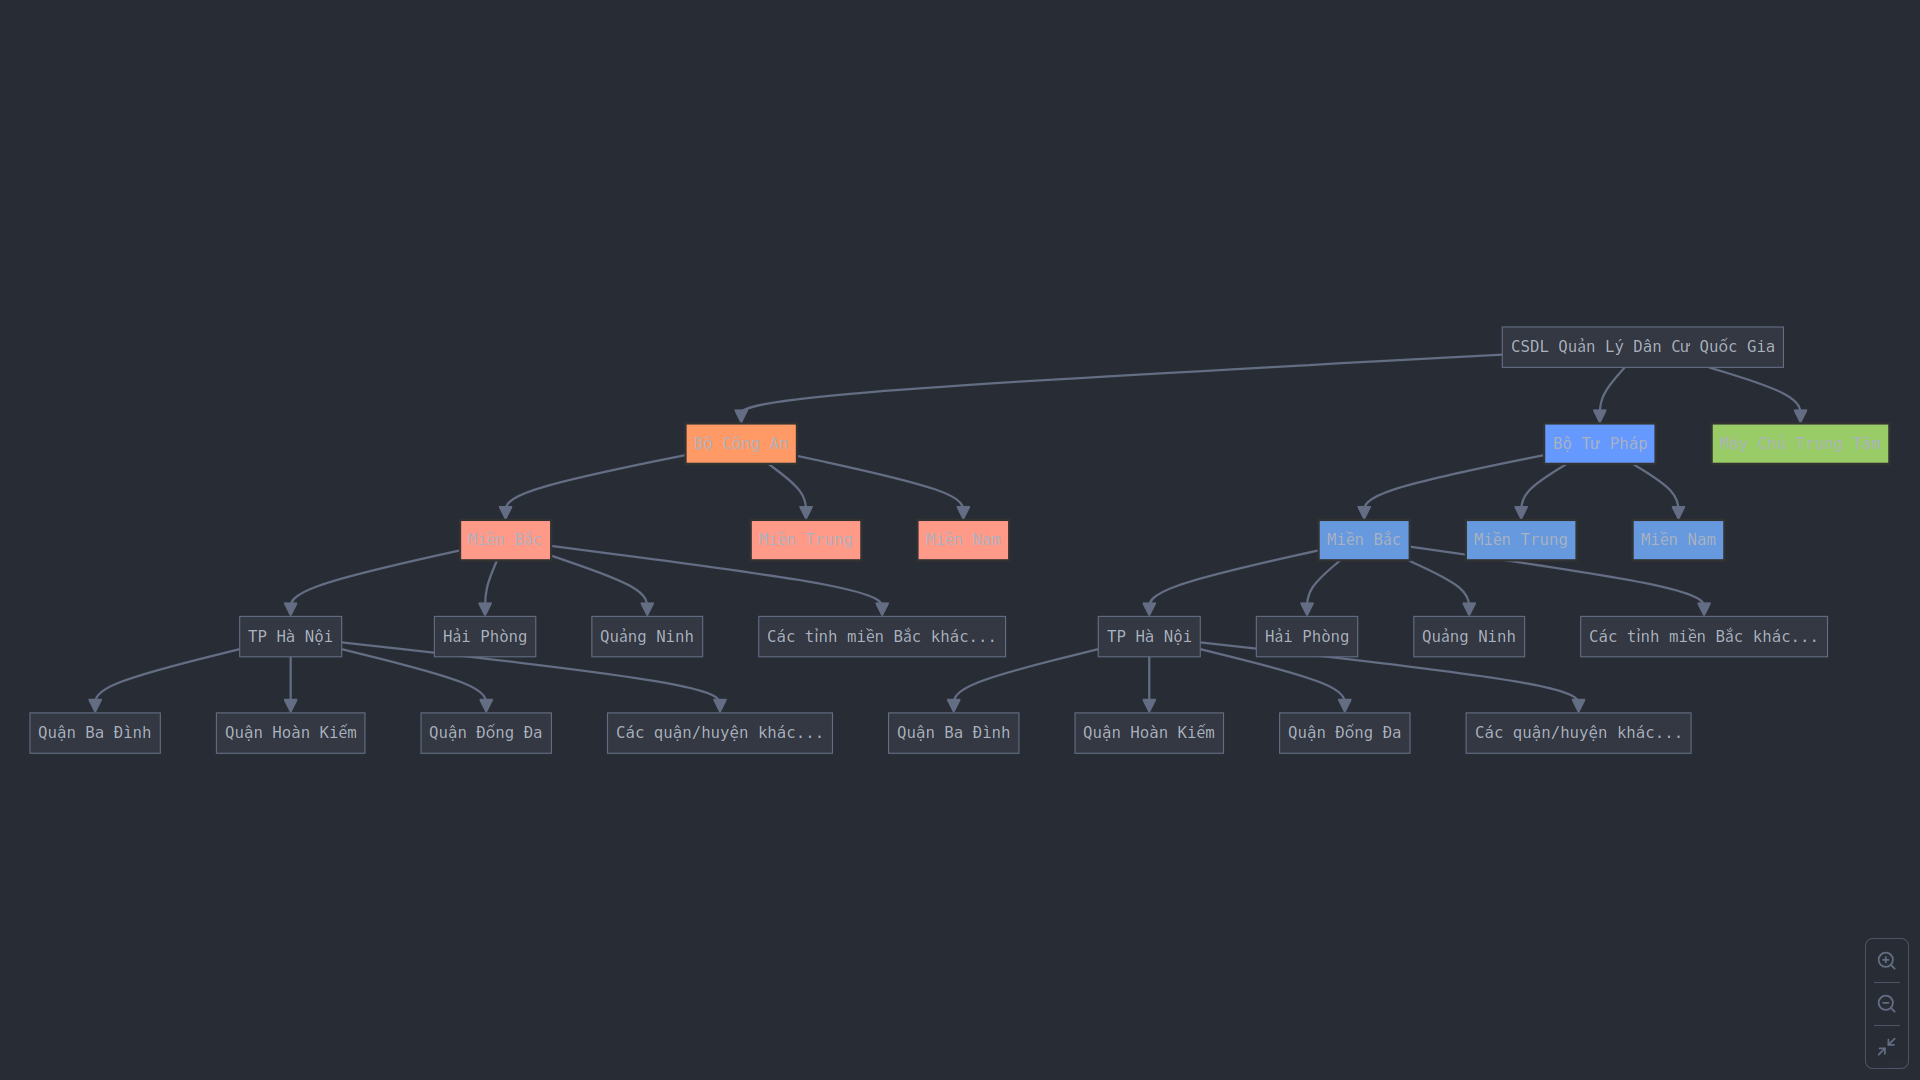 CSDL Quản Lý Dân Cư Quốc Gia
Bộ Công An
Bộ Tư Pháp
Máy Chủ Trung Tâm
Miền Bắc
Miền Trung
Miền Nam
Miền Bắc
Miền Trung
Miền Nam
TP Hà Nội
Hải Phòng
Quảng Ninh
Các tỉnh miền Bắc khác...
TP Hà Nội
Hải Phòng
Quảng Ninh
Các tỉnh miền Bắc khác...
Quận Ba Đình
Quận Hoàn Kiếm
Quận Đống Đa
Các quận/huyện khác...
Quận Ba Đình
Quận Hoàn Kiếm
Quận Đống Đa
Các quận/huyện khác...